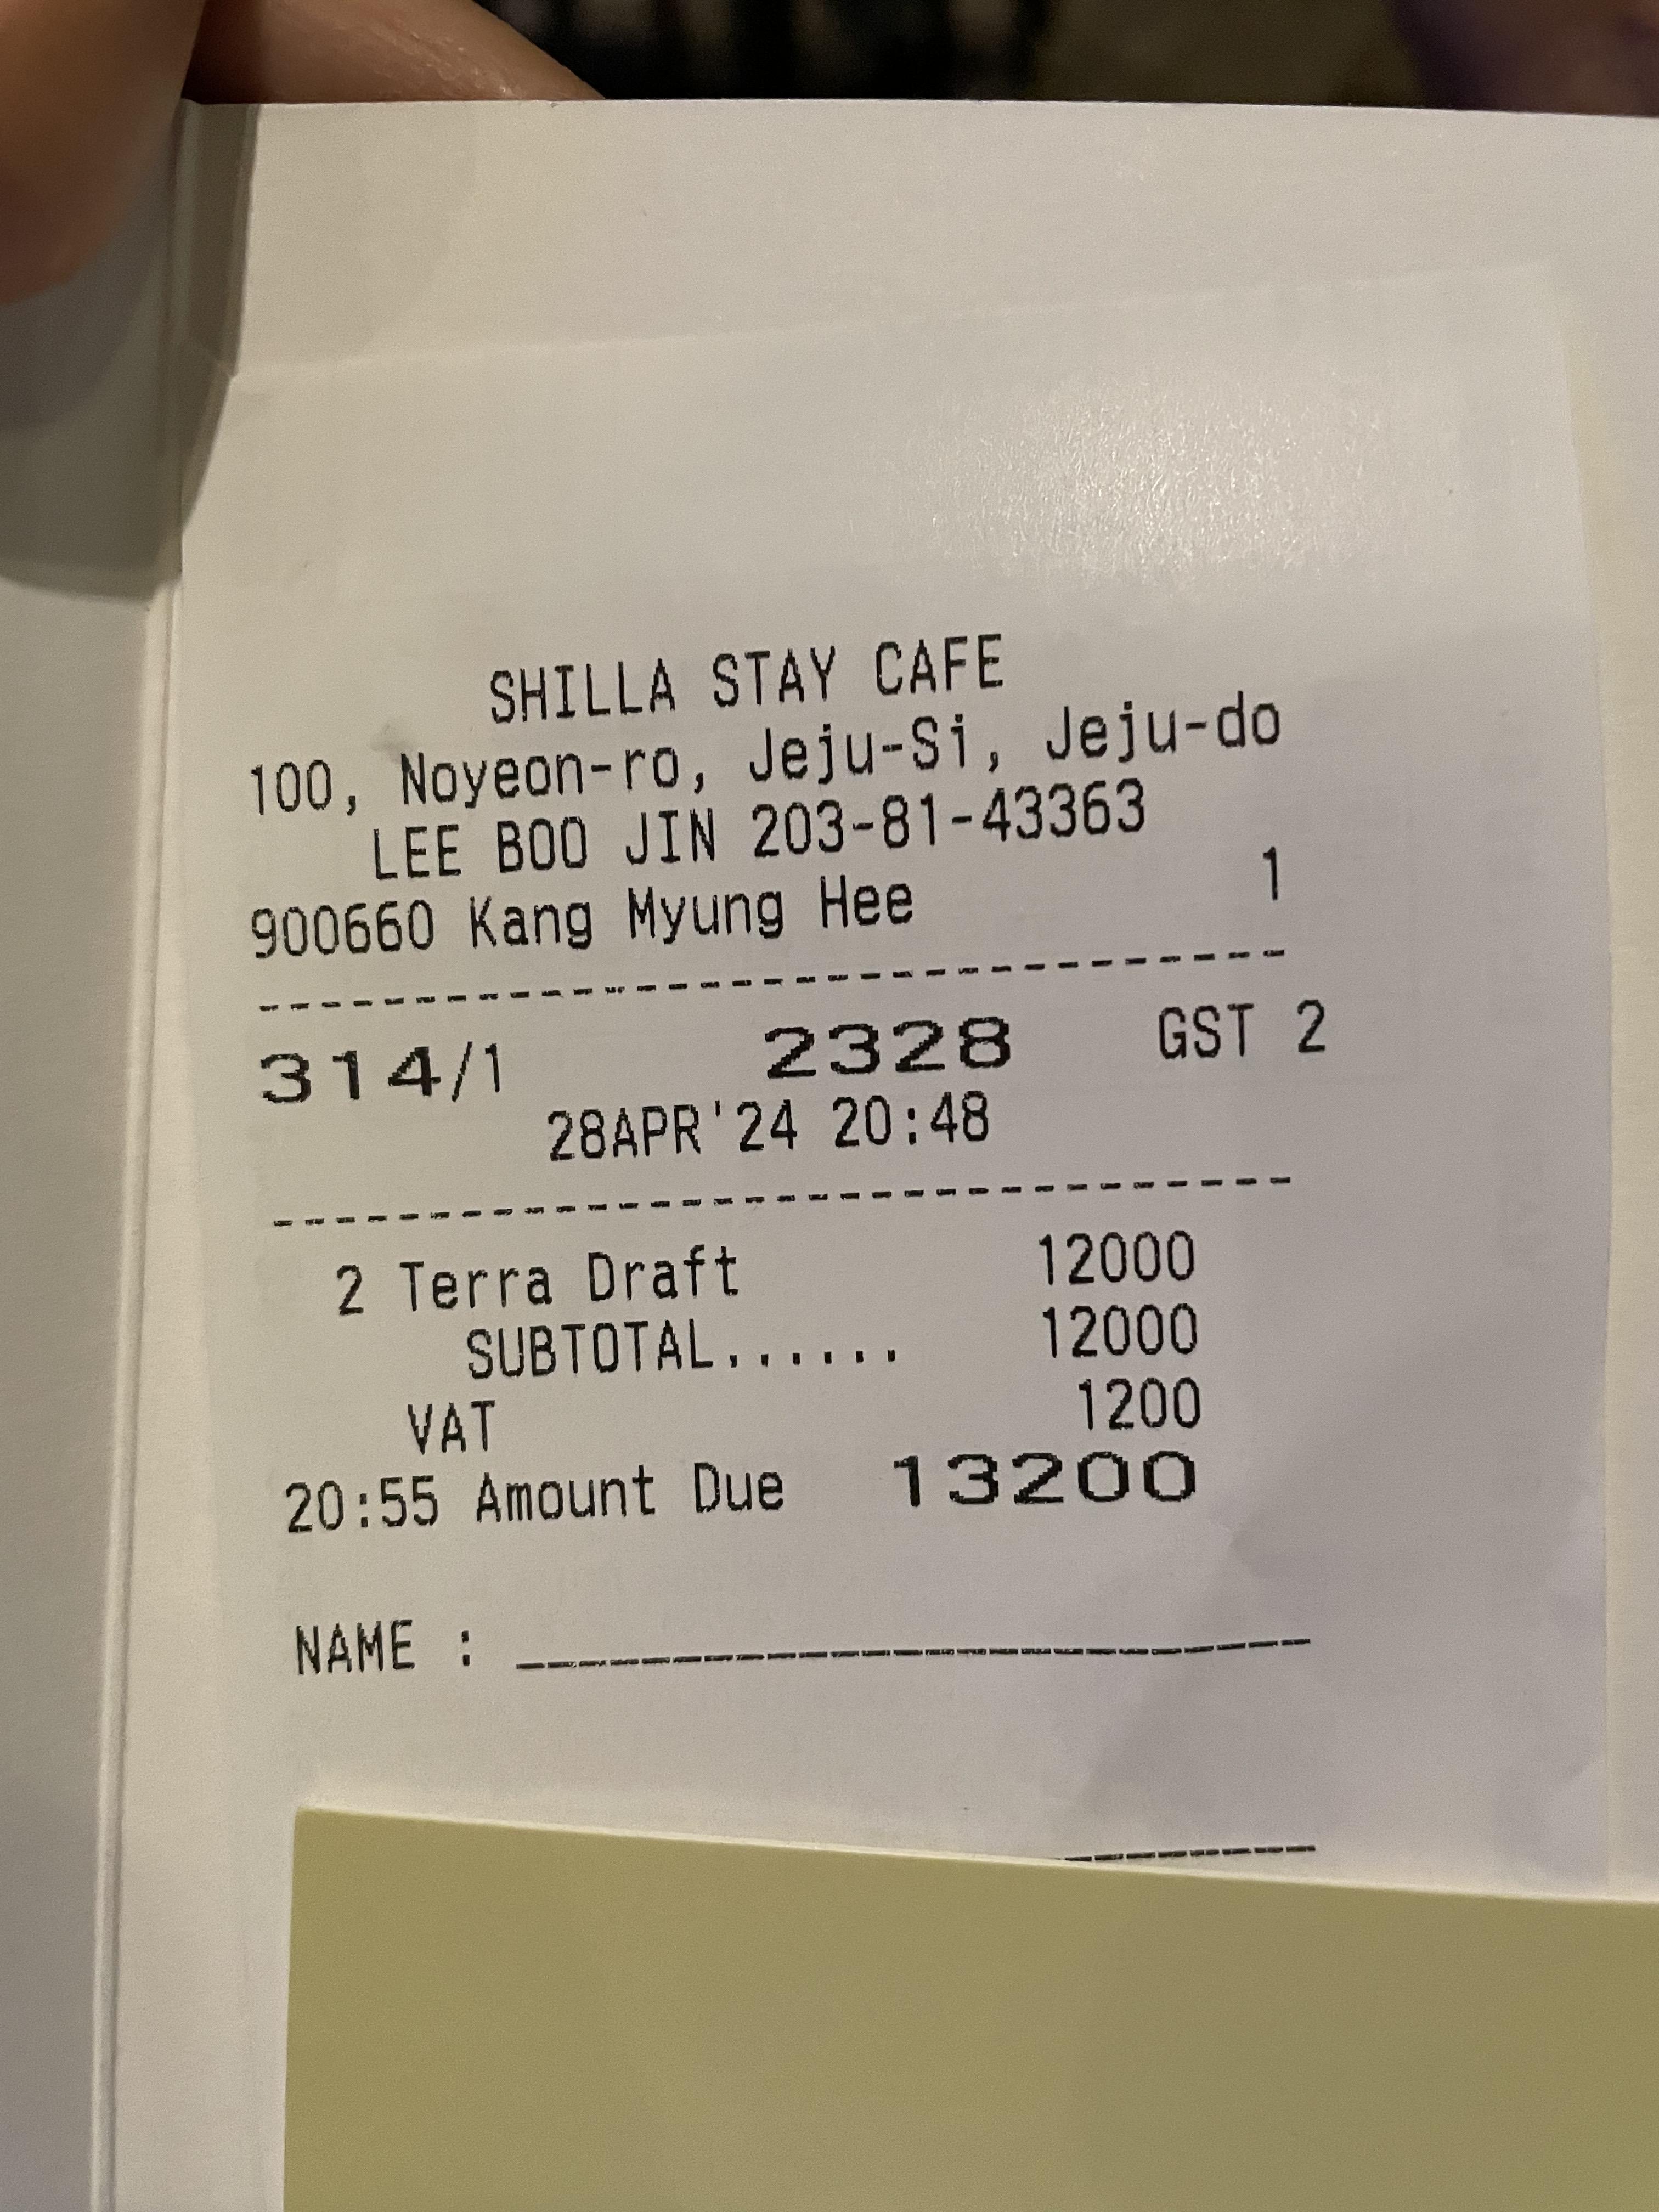 SHILLA STAY CAFE
100, Noyeon-ro, Jeju-Si, Jeju-do
LEE BOO JIN 203-81-43363
900660 Kang Myung Hee 1
--------------------------------
314/1 2328 GST 2
28APR'24 20:48
--------------------------------
2 Terra Draft 12000
SUBTOTAL...... 12000
VAT 1200
20:55 Amount Due 13200
NAME : _________________________